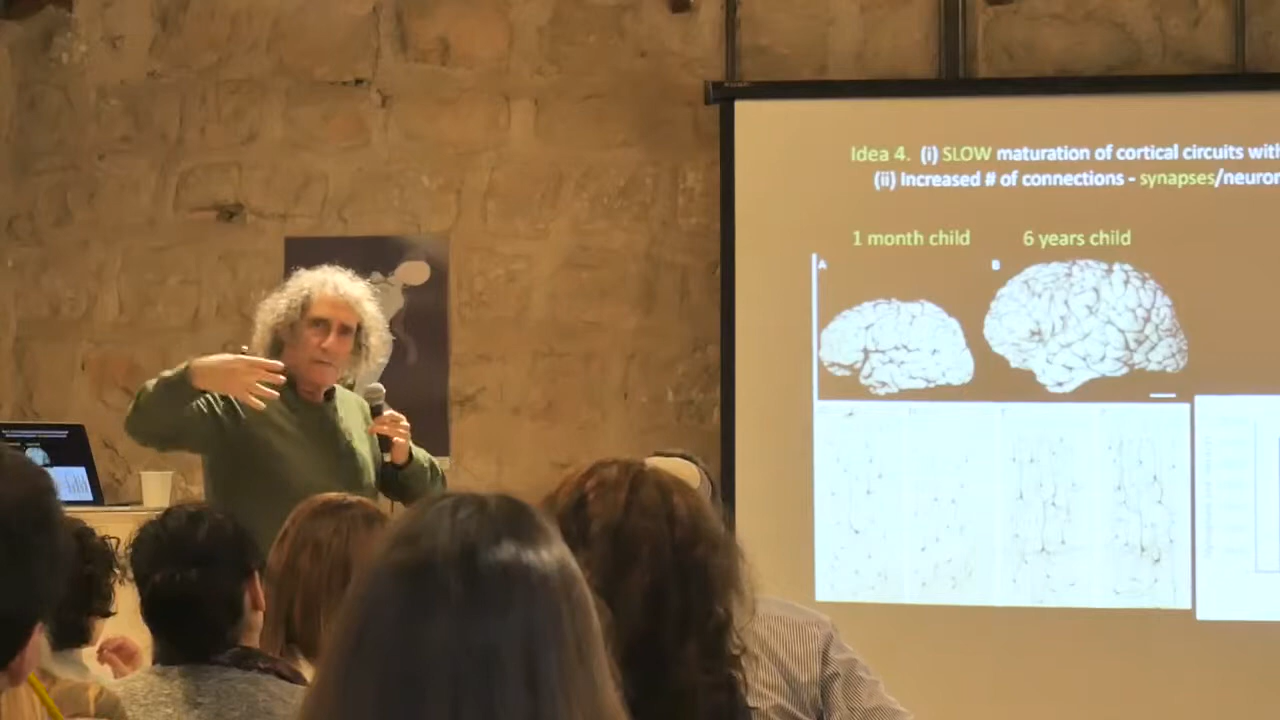 Idea 4. (i) SLOW maturation of cortical circuits with
(ii) Increased # of connections - synapses/neuron
1 month child 6 years child
A B